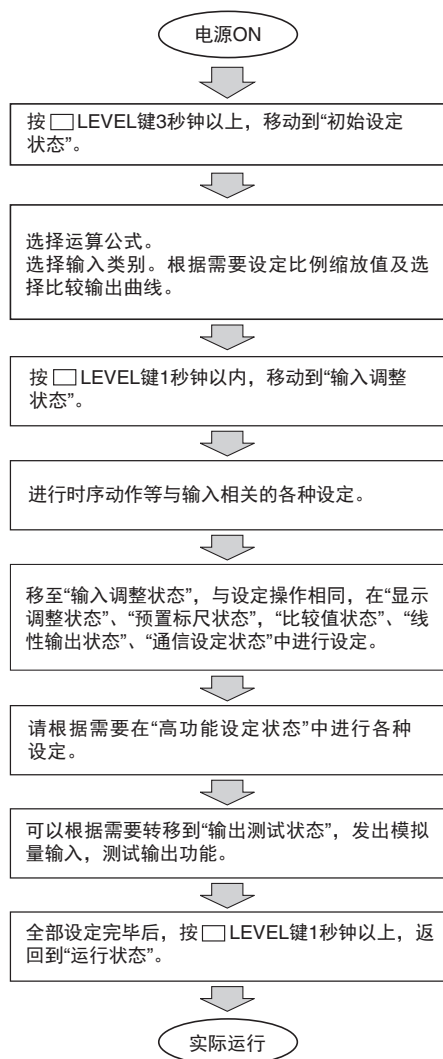 电源ON
按□LEVEL键3秒钟以上，移动到“初始设定
状态”。
选择运算公式。
选择输入类别。根据需要设定比例缩放值及选
择比较输出曲线。
按□LEVEL键1秒钟以内，移动到“输入调整
状态”。
进行时序动作等与输入相关的各种设定。
移至“输入调整状态”，与设定操作相同，在“显示
调整状态”、“预置标尺状态”，“比较值状态”、“线
性输出状态”、“通信设定状态”中进行设定。
请根据需要在“高功能设定状态”中进行各种
设定。
可以根据需要转移到“输出测试状态”，发出模拟
量输入，测试输出功能。
全部设定完毕后，按□LEVEL键1秒钟以上，返
回到“运行状态”。
实际运行